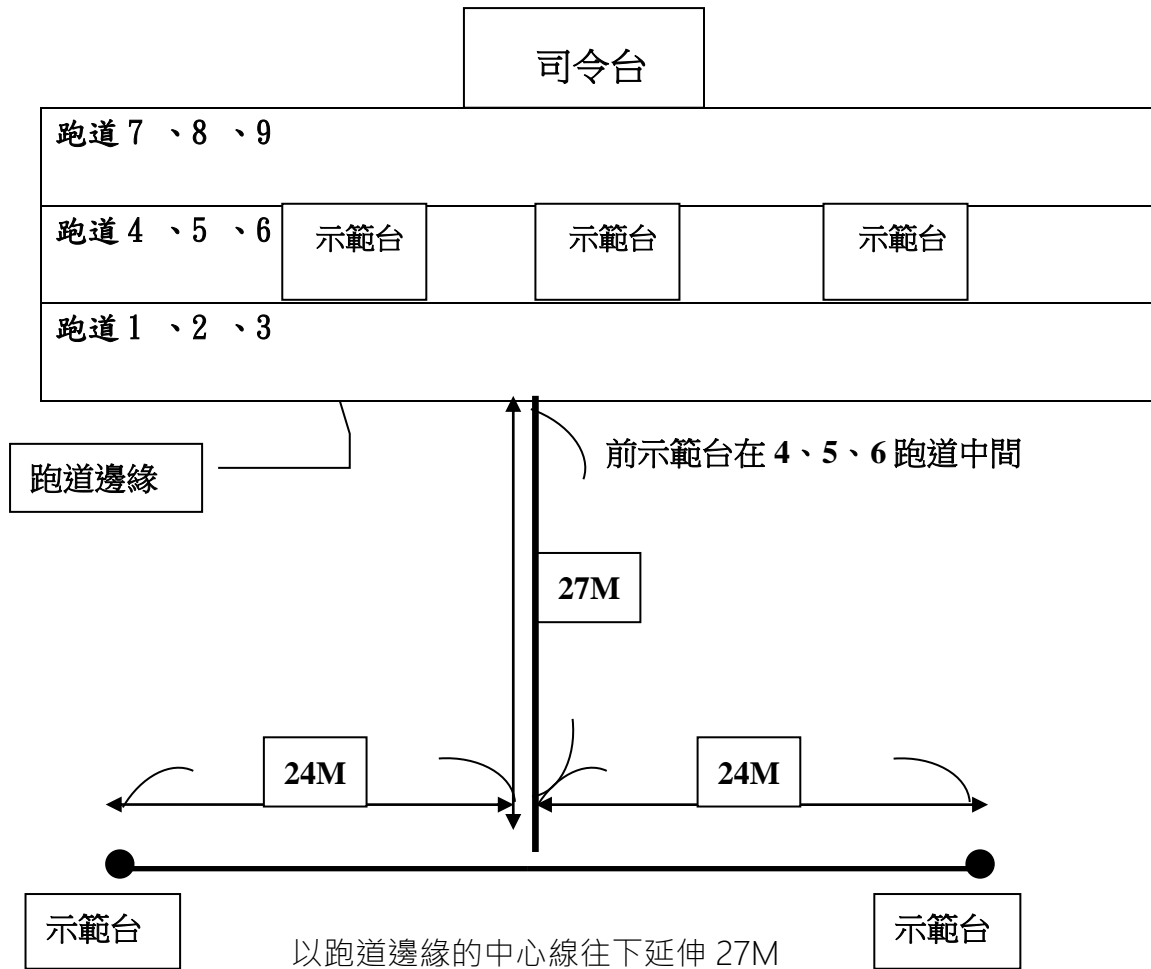 司令台
跑道 7 、8 、9
跑道 4 、5 、6
示範台
示範台
示範台
跑道 1 、2 、3
跑道邊緣
前示範台在 4、5、6 跑道中間
27M
24M
24M
示範台
示範台
以跑道邊緣的中心線往下延伸 27M